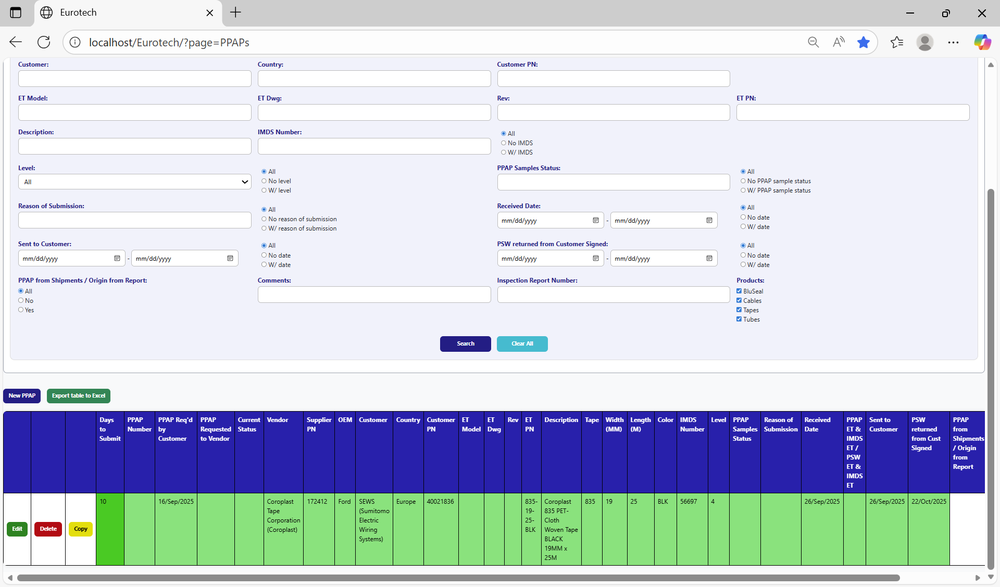 Eurotech
localhost/Eurotech/?page=PPAPs
Customer:
Country:
Customer PN:
ET Model:
ET Dwg:
Rev:
ET PN:
Description:
IMDS Number:
All
No IMDS
W/ IMDS
Level:
All
All
No level
W/ level
PPAP Samples Status:
All
No PPAP sample status
W/ PPAP sample status
Reason of Submission:
All
No reason of submission
W/ reason of submission
Received Date:
mm/dd/yyyy - mm/dd/yyyy
All
No date
W/ date
Sent to Customer:
mm/dd/yyyy - mm/dd/yyyy
All
No date
W/ date
PSW returned from Customer Signed:
mm/dd/yyyy - mm/dd/yyyy
All
No date
W/ date
PPAP from Shipments / Origin from Report:
All
No
Yes
Comments:
Inspection Report Number:
Products:
BluSeal
Cables
Tapes
Tubes
Search
Clear All
New PPAP
Export table to Excel
Days
to
Submit
PPAP
Number
PPAP Req'd
by
Customer
PPAP
Requested
to Vendor
Current
Status
Vendor
Supplier
PN
OEM
Customer
Country
Customer
PN
ET
Model
ET
Dwg
Rev
ET
PN
Description
Tape
Width
(MM)
Length
(M)
Color
IMDS
Number
Level
PPAP
Samples
Status
Reason of
Submission
Received
Date
PPAP
ET &
IMDS
ET /
PSW
ET &
IMDS
ET
Sent to
Customer
PSW
returned
from Cust
Signed
PPAP
from
Shipments
/ Origin
from
Report
Edit
Delete
Copy
10
16/Sep/2025
Coroplast
Tape
Corporation
(Coroplast)
172412
Ford
SEWS
(Sumitomo
Electric
Wiring
Systems)
Europe
40021836
835-
19-
25-
BLK
Coroplast
835 PET-
Cloth
Woven Tape
BLACK
19MM x
25M
835
19
25
BLK
56697
4
26/Sep/2025
26/Sep/2025
22/Oct/2025